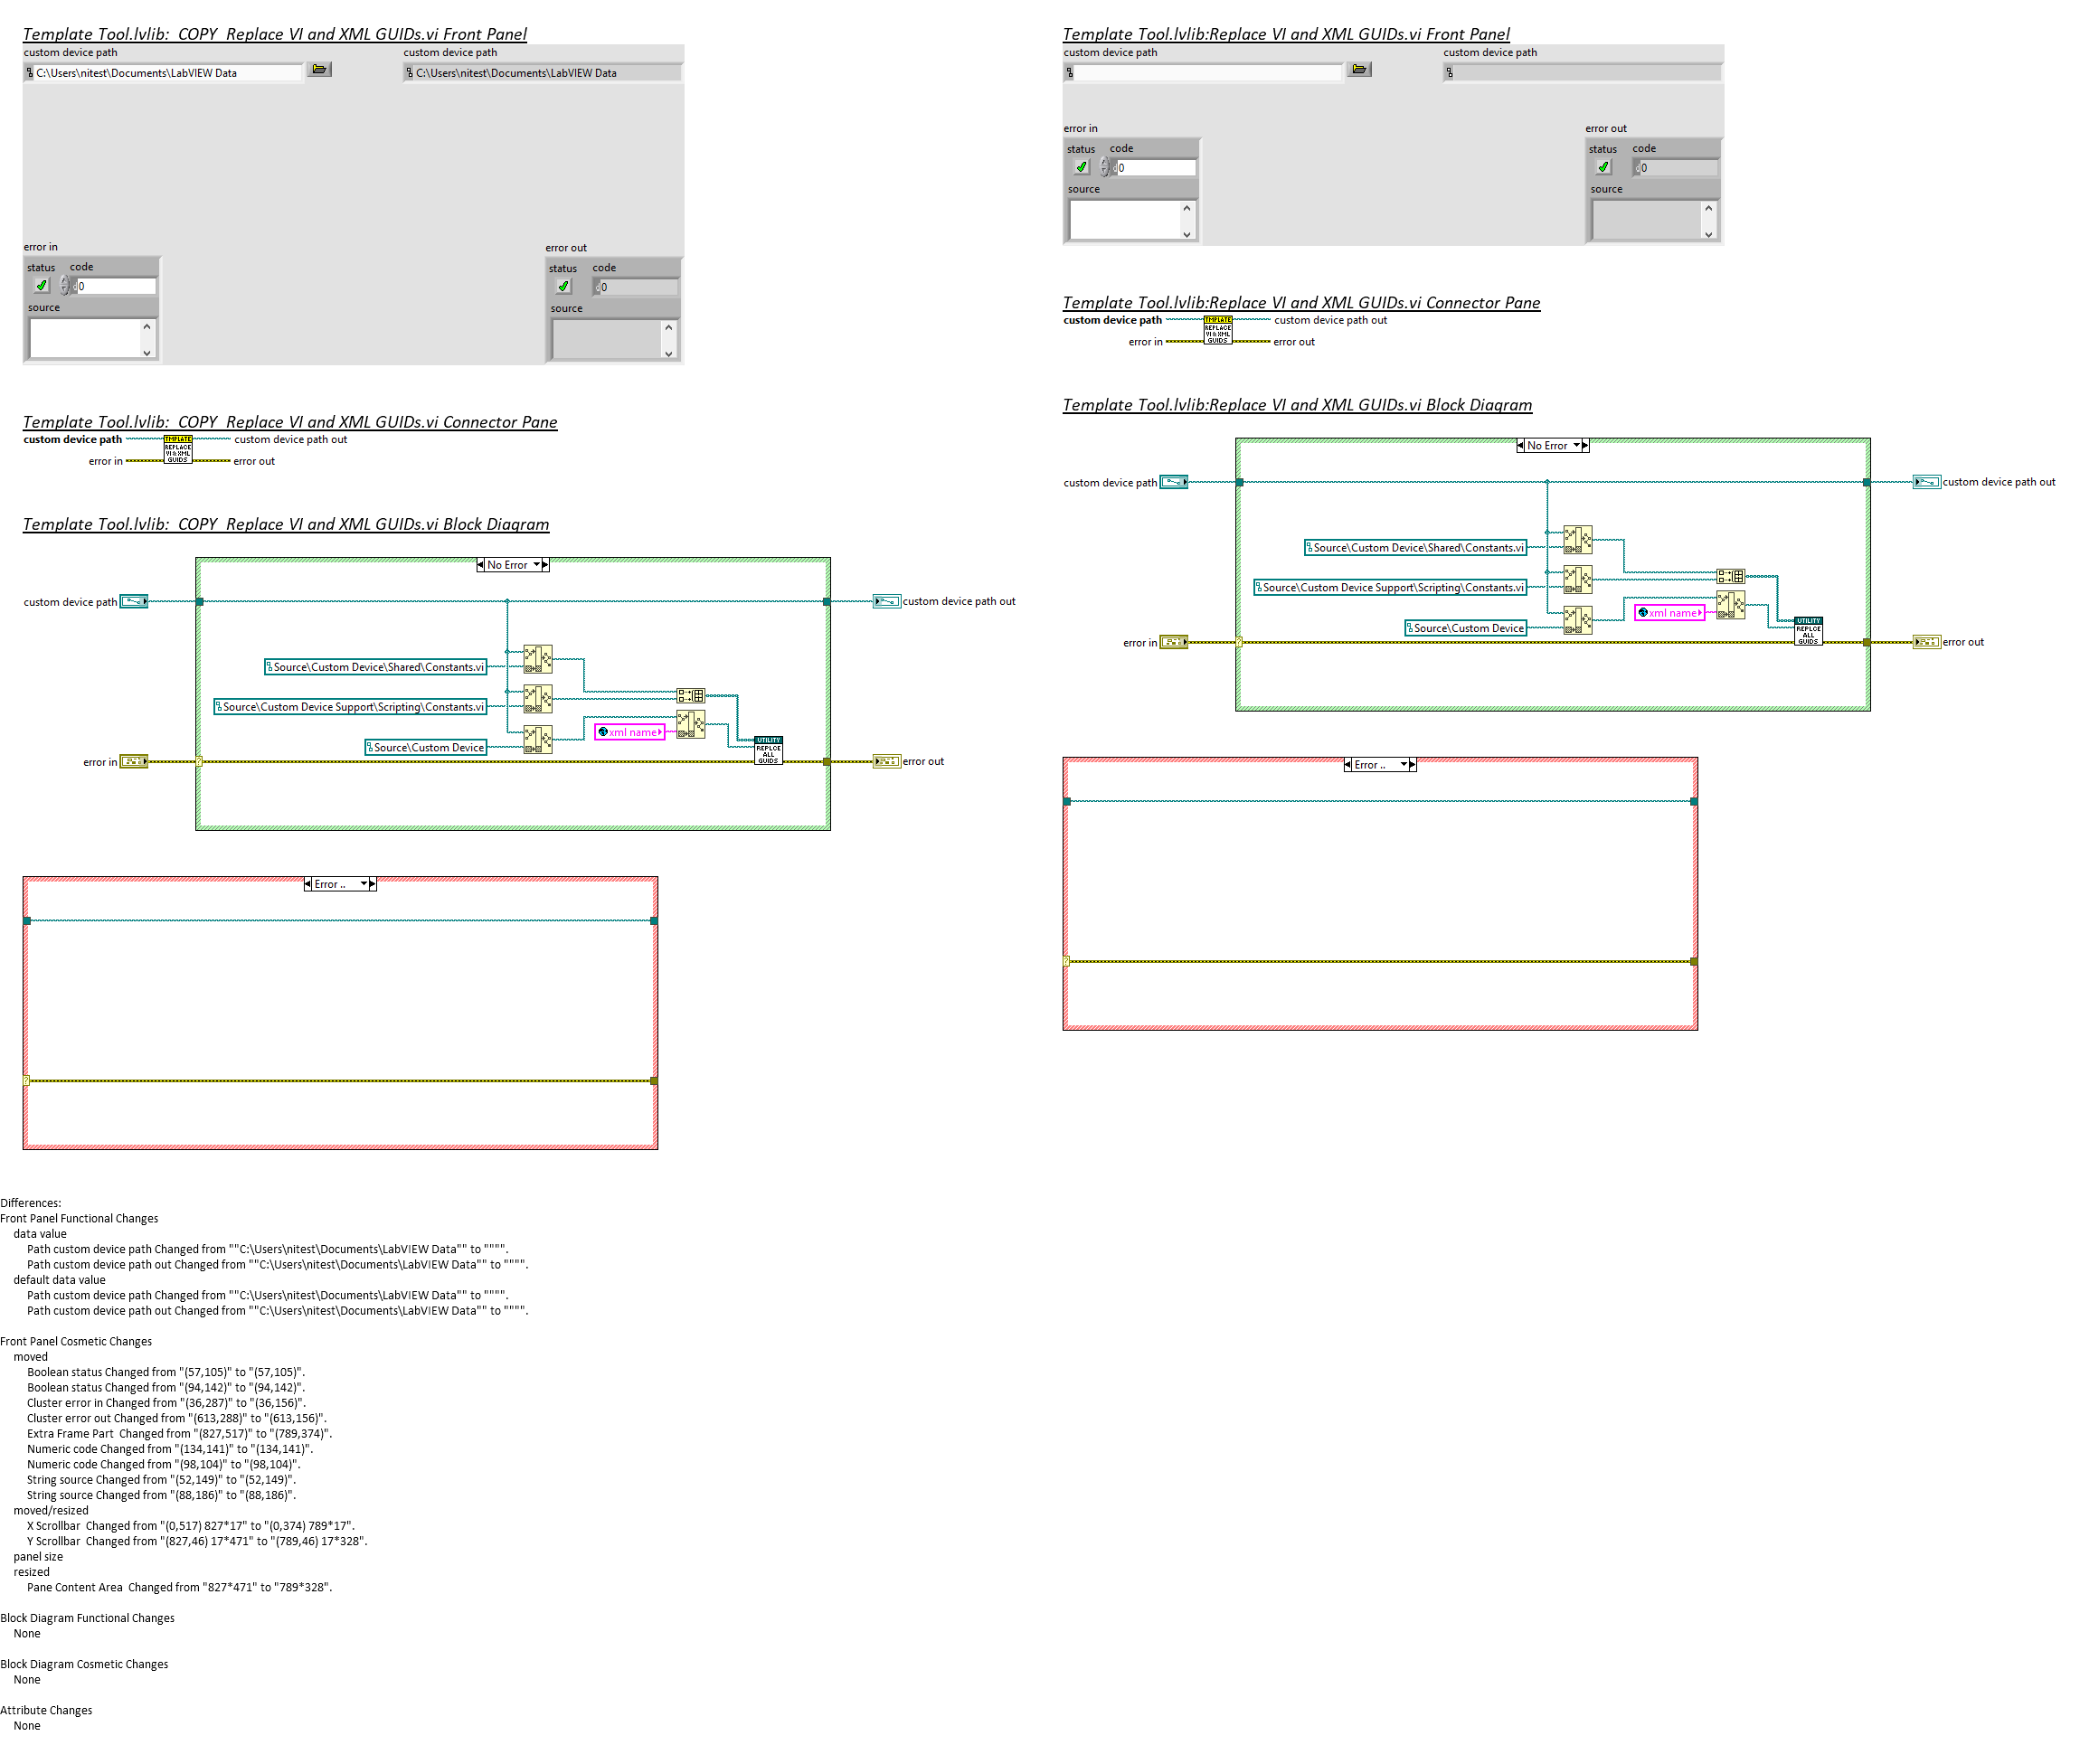 Template Tool.lvlib:  COPY  Replace VI and XML GUIDs.vi Front Panel
custom device path
custom device path
C:\Users\nitest\Documents\LabVIEW Data
C:\Users\nitest\Documents\LabVIEW Data
error in
error out
status
code
status
code
0
0
source
source
Template Tool.lvlib:  COPY  Replace VI and XML GUIDs.vi Connector Pane
custom device path
TMPLATE
custom device path out
REPLACE
VI & XML
error in
GUIDS
error out
Template Tool.lvlib:  COPY  Replace VI and XML GUIDs.vi Block Diagram
No Error
custom device path
custom device path out
Source\Custom Device\Shared\Constants.vi
Source\Custom Device Support\Scripting\Constants.vi
xml name
Source\Custom Device
UTILITY
REPLCE
ALL
GUIDS
error in
?
error out
Error ..
?
Template Tool.lvlib:Replace VI and XML GUIDs.vi Front Panel
custom device path
custom device path
error in
error out
status
code
status
code
0
0
source
source
Template Tool.lvlib:Replace VI and XML GUIDs.vi Connector Pane
custom device path
TMPLATE
custom device path out
REPLACE
VI & XML
error in
GUIDS
error out
Template Tool.lvlib:Replace VI and XML GUIDs.vi Block Diagram
No Error
custom device path
custom device path out
Source\Custom Device\Shared\Constants.vi
Source\Custom Device Support\Scripting\Constants.vi
xml name
Source\Custom Device
UTILITY
REPLCE
ALL
GUIDS
error in
?
error out
Error ..
?
Differences:
Front Panel Functional Changes
data value
Path custom device path Changed from ""C:\Users\nitest\Documents\LabVIEW Data"" to """".
Path custom device path out Changed from ""C:\Users\nitest\Documents\LabVIEW Data"" to """".
default data value
Path custom device path Changed from ""C:\Users\nitest\Documents\LabVIEW Data"" to """".
Path custom device path out Changed from ""C:\Users\nitest\Documents\LabVIEW Data"" to """".
Front Panel Cosmetic Changes
moved
Boolean status Changed from "(57,105)" to "(57,105)".
Boolean status Changed from "(94,142)" to "(94,142)".
Cluster error in Changed from "(36,287)" to "(36,156)".
Cluster error out Changed from "(613,288)" to "(613,156)".
Extra Frame Part  Changed from "(827,517)" to "(789,374)".
Numeric code Changed from "(134,141)" to "(134,141)".
Numeric code Changed from "(98,104)" to "(98,104)".
String source Changed from "(52,149)" to "(52,149)".
String source Changed from "(88,186)" to "(88,186)".
moved/resized
X Scrollbar  Changed from "(0,517) 827*17" to "(0,374) 789*17".
Y Scrollbar  Changed from "(827,46) 17*471" to "(789,46) 17*328".
panel size
resized
Pane Content Area  Changed from "827*471" to "789*328".
Block Diagram Functional Changes
None
Block Diagram Cosmetic Changes
None
Attribute Changes
None